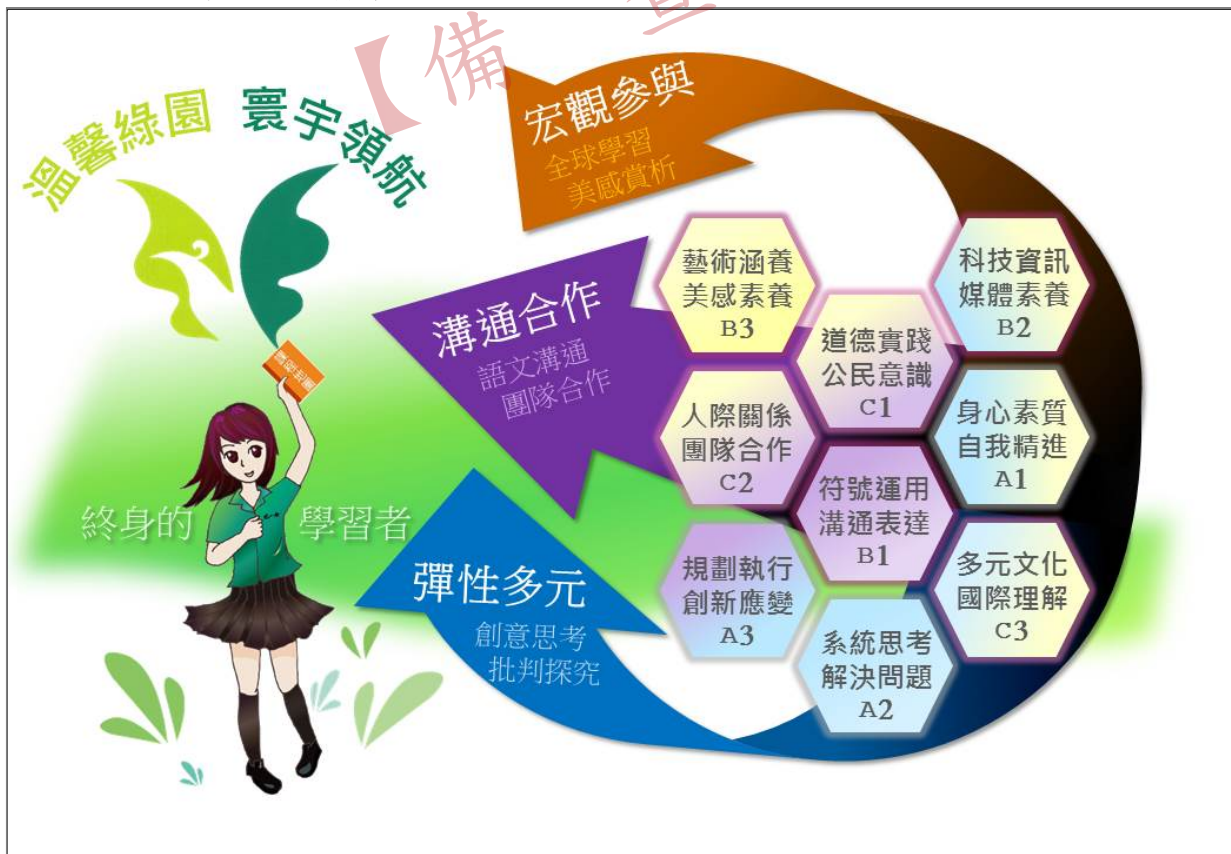 【備 查
溫馨綠園 寰宇領航
宏觀參與
全球學習
美感賞析
溝通合作
語文溝通
團隊合作
彈性多元
創意思考
批判探究
終身的 學習者
課程地圖
藝術涵養
美感素養
B3
科技資訊
媒體素養
B2
道德實踐
公民意識
C1
人際關係
團隊合作
C2
身心素質
自我精進
A1
符號運用
溝通表達
B1
規劃執行
創新應變
A3
多元文化
國際理解
C3
系統思考
解決問題
A2